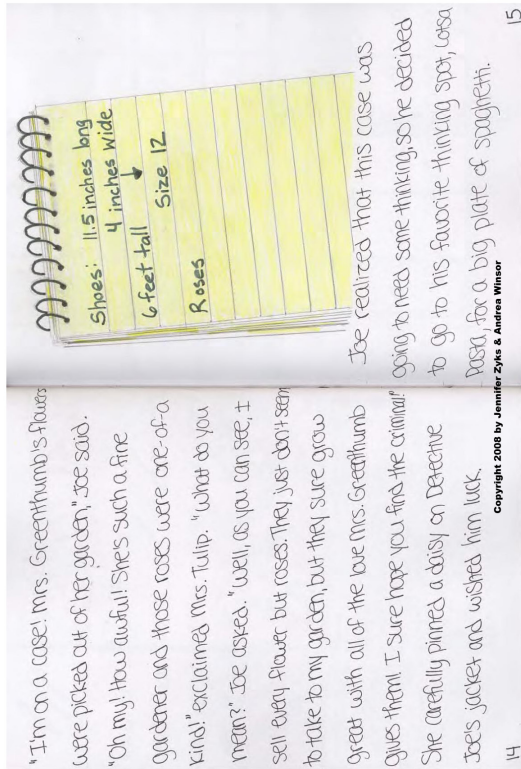 "I'm on a case! Mrs. Greenthumb's flowers
were picked out of her garden," Joe said.
"Oh my! How awful! She's such a fine
gardener and those roses were one-of-a
kind!" exclaimed Mrs. Tulip. "What do you
mean?" Joe asked. "Well, as you can see, I
sell every flower but roses. They just don't seem
to take to my garden, but they sure grow
great with all of the love Mrs. Greenthumb
gives them! I sure hope you find the criminal!"
She carefully pinned a daisy on Detective
Joe's jacket and wished him luck.
14
Shoes: 11.5 inches long
4 inches wide
6 feet tall
Size 12
Roses
Joe realized that this case was
going to need some thinking, so he decided
to go to his favorite thinking spot, Lotsa
Pasta, for a big plate of spaghetti.
15
Copyright 2008 by Jennifer Zyks & Andrea Winsor